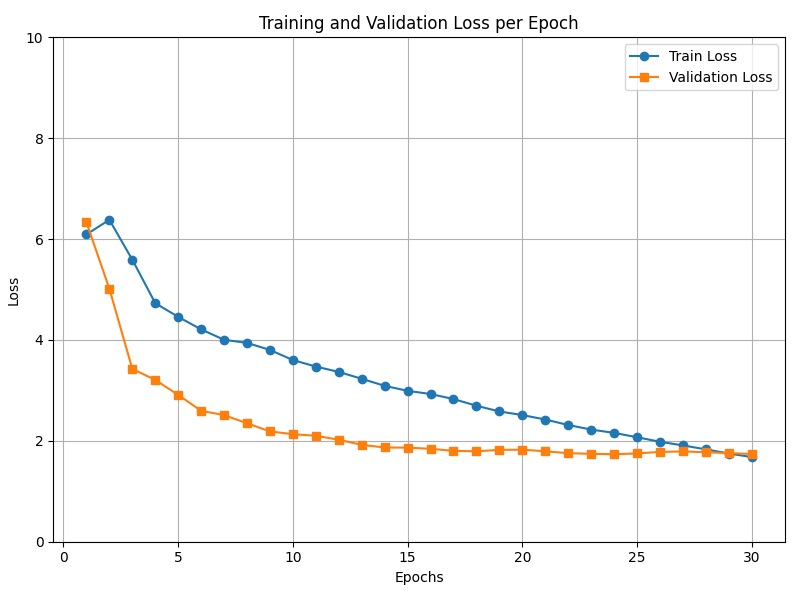 Training and Validation Loss per Epoch
Train Loss
Validation Loss
Loss
10
8
6
4
2
0
0 5 10 15 20 25 30
Epochs